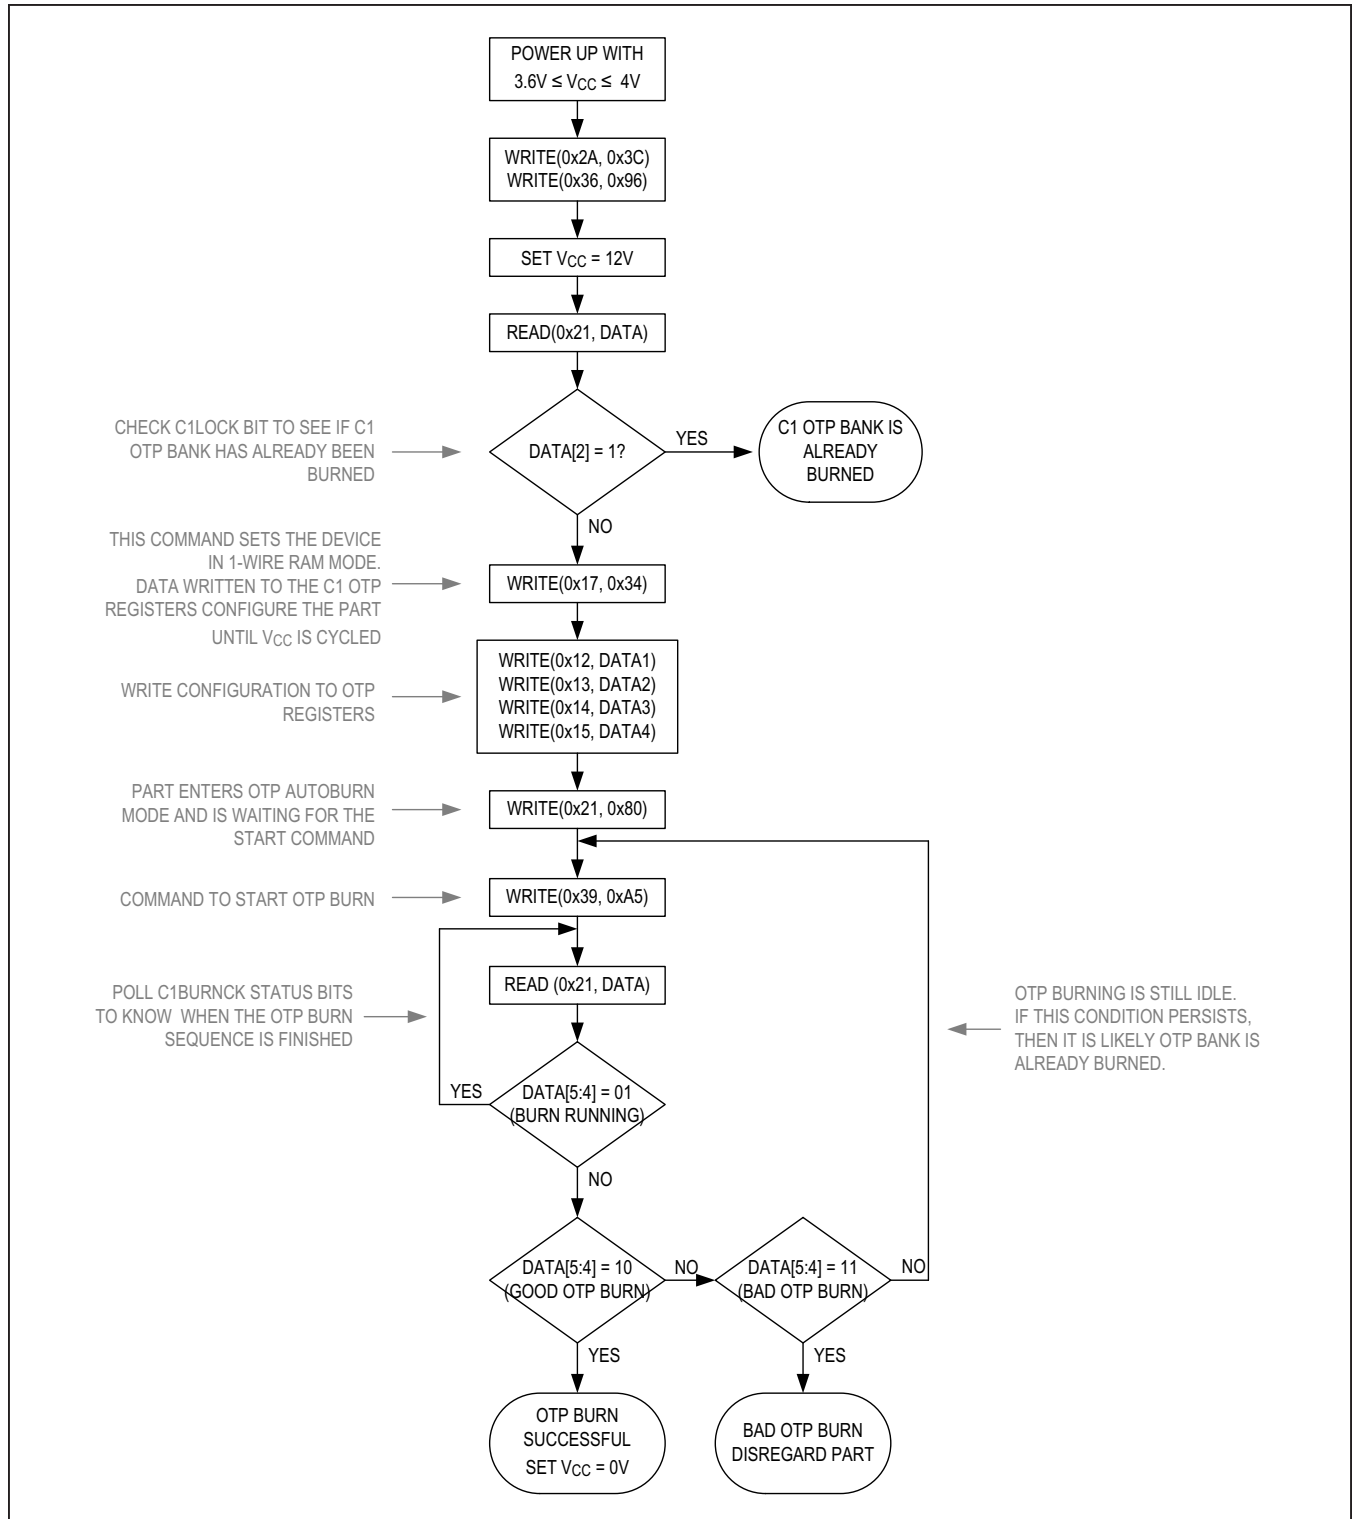 POWER UP WITH
3.6V ≤ VCC ≤ 4V
WRITE(0x2A, 0x3C)
WRITE(0x36, 0x96)
SET VCC = 12V
READ(0x21, DATA)
CHECK C1LOCK BIT TO SEE IF C1
OTP BANK HAS ALREADY BEEN
BURNED
DATA[2] = 1?
YES
C1 OTP BANK IS
ALREADY
BURNED
NO
THIS COMMAND SETS THE DEVICE
IN 1-WIRE RAM MODE.
DATA WRITTEN TO THE C1 OTP
REGISTERS CONFIGURE THE PART
UNTIL VCC IS CYCLED
WRITE(0x17, 0x34)
WRITE CONFIGURATION TO OTP
REGISTERS
WRITE(0x12, DATA1)
WRITE(0x13, DATA2)
WRITE(0x14, DATA3)
WRITE(0x15, DATA4)
PART ENTERS OTP AUTOBURN
MODE AND IS WAITING FOR THE
START COMMAND
WRITE(0x21, 0x80)
COMMAND TO START OTP BURN
WRITE(0x39, 0xA5)
POLL C1BURNCK STATUS BITS
TO KNOW WHEN THE OTP BURN
SEQUENCE IS FINISHED
READ (0x21, DATA)
OTP BURNING IS STILL IDLE.
IF THIS CONDITION PERSISTS,
THEN IT IS LIKELY OTP BANK IS
ALREADY BURNED.
YES
DATA[5:4] = 01
(BURN RUNNING)
NO
DATA[5:4] = 10
(GOOD OTP BURN)
NO
DATA[5:4] = 11
(BAD OTP BURN)
NO
YES
YES
OTP BURN
SUCCESSFUL
SET VCC = 0V
BAD OTP BURN
DISREGARD PART